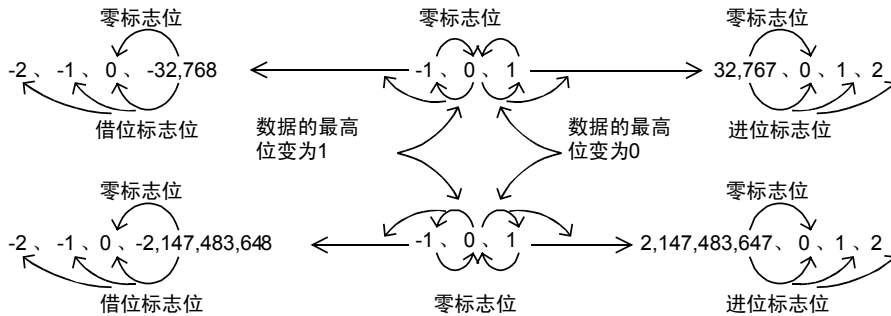 零标志位 零标志位 零标志位
-2、-1、0、-32,768 -1、0、1 32,767、0、1、2
借位标志位 数据的最高 数据的最高 进位标志位
位变为1 位变为0
零标志位 零标志位
-2、-1、0、-2,147,483,648 -1、0、1 2,147,483,647、0、1、2
借位标志位 零标志位 进位标志位